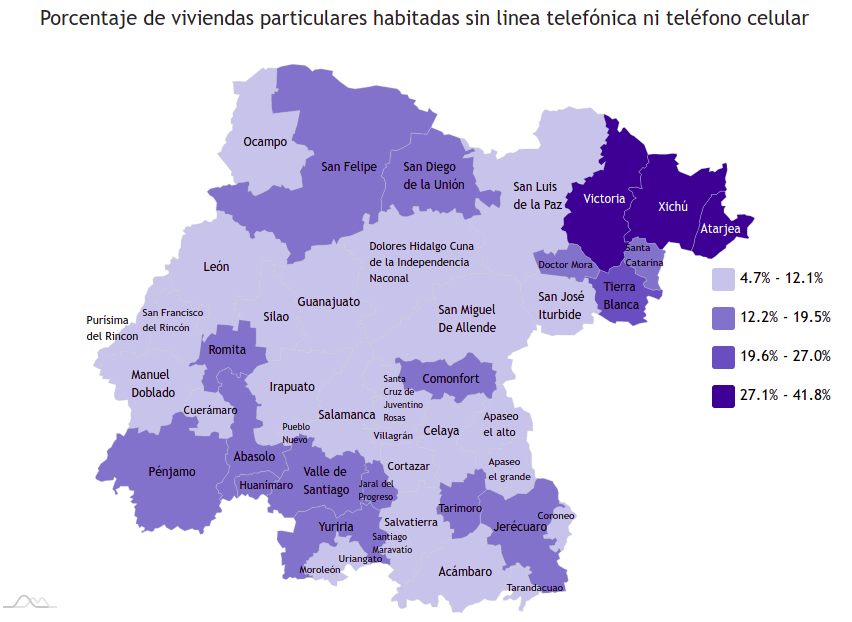 Porcentaje de viviendas particulares habitadas sin linea telefónica ni teléfono celular
Ocampo
San Felipe
San Diego
de la Unión
San Luis
de la Paz
Victoria
Xichú
Atarjea
Santa
Catarina
Doctor Mora
Tierra
Blanca
Dolores Hidalgo Cuna
de la Independencia
Naconal
León
Guanajuato
San José
Iturbide
San Miguel
De Allende
San Francisco
del Rincón
Purísima
del Rincon
Silao
Romita
Manuel
Doblado
Irapuato
Santa
Cruz de
Juventino
Rosas
Comonfort
Cuerámaro
Salamanca
Pueblo
Nuevo
Villagrán
Celaya
Apaseo
el alto
Pénjamo
Abasolo
Huanímaro
Valle de
Santiago
Jaral del
Progreso
Cortazar
Apaseo
el grande
Tarimoro
Jerécuaro
Coroneo
Yuriria
Salvatierra
Santiago
Maravatío
Uriangato
Moroleón
Acámbaro
Tarandacuao
4.7% - 12.1%
12.2% - 19.5%
19.6% - 27.0%
27.1% - 41.8%